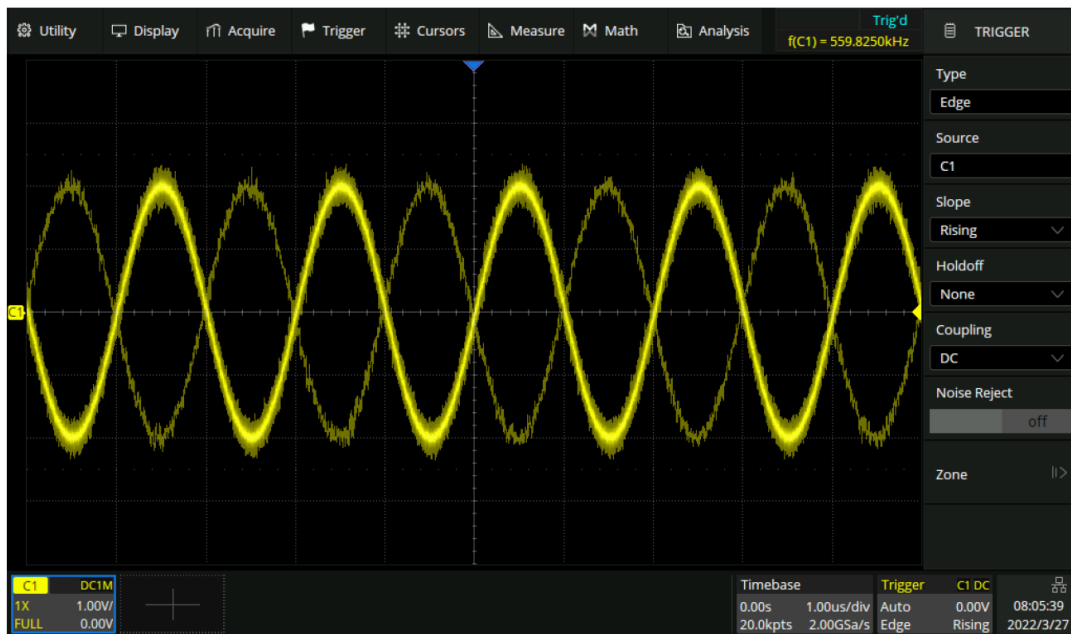 Utility Display Acquire Trigger Cursors Measure Math Analysis
Trig'd
f(C1) = 559.8250kHz
TRIGGER
Type
Edge
Source
C1
Slope
Rising
Holdoff
None
Coupling
DC
Noise Reject
off
Zone
C1
C1 DC1M
1X 1.00V/
FULL 0.00V
Timebase
0.00s 1.00us/div
20.0kpts 2.00GSa/s
Trigger C1 DC
Auto 0.00V
Edge Rising
08:05:39
2022/3/27